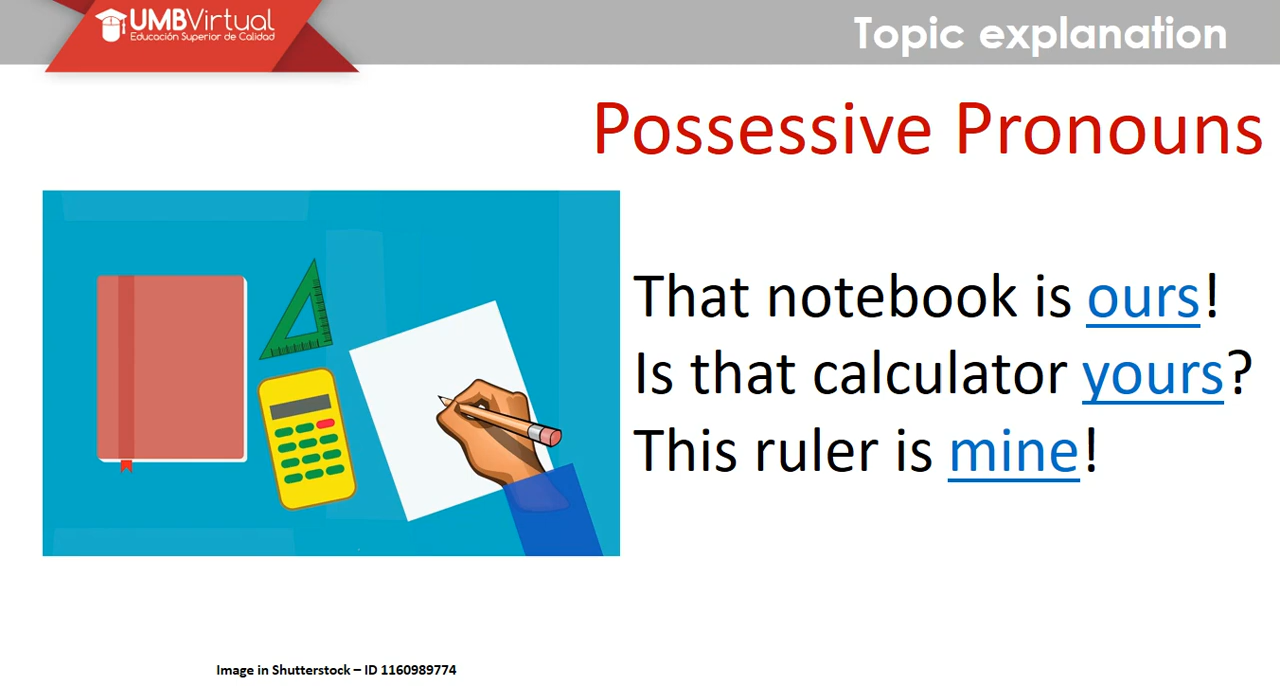 UMBVirtual
Educación Superior de Calidad
Topic explanation
Possessive Pronouns
That notebook is ours!
Is that calculator yours?
This ruler is mine!
Image in Shutterstock – ID 1160989774